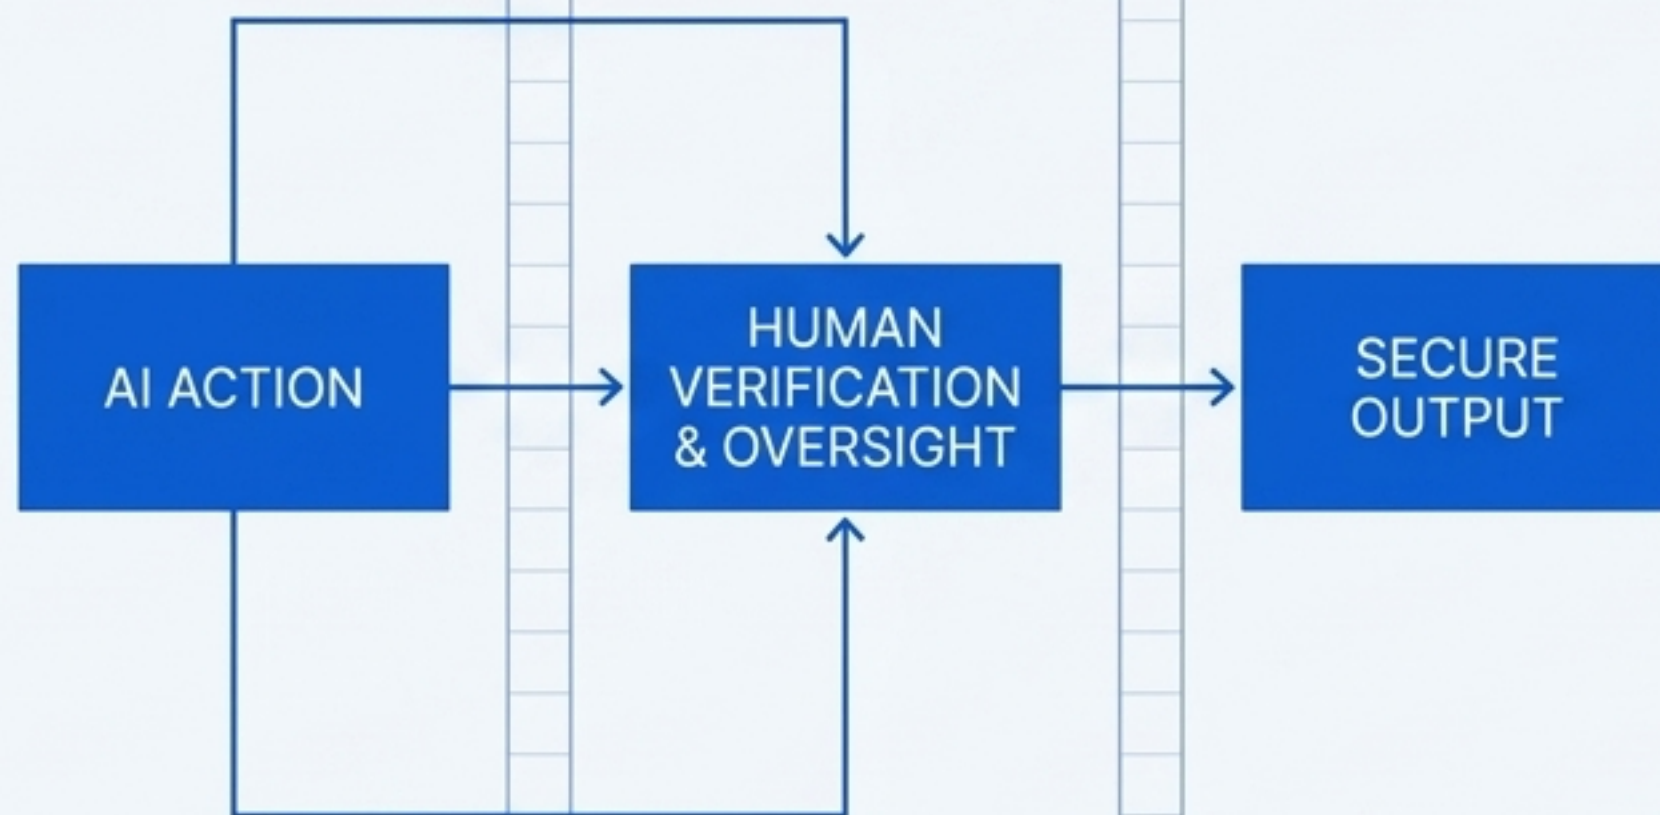 AI ACTION
HUMAN
VERIFICATION
& OVERSIGHT
SECURE
OUTPUT